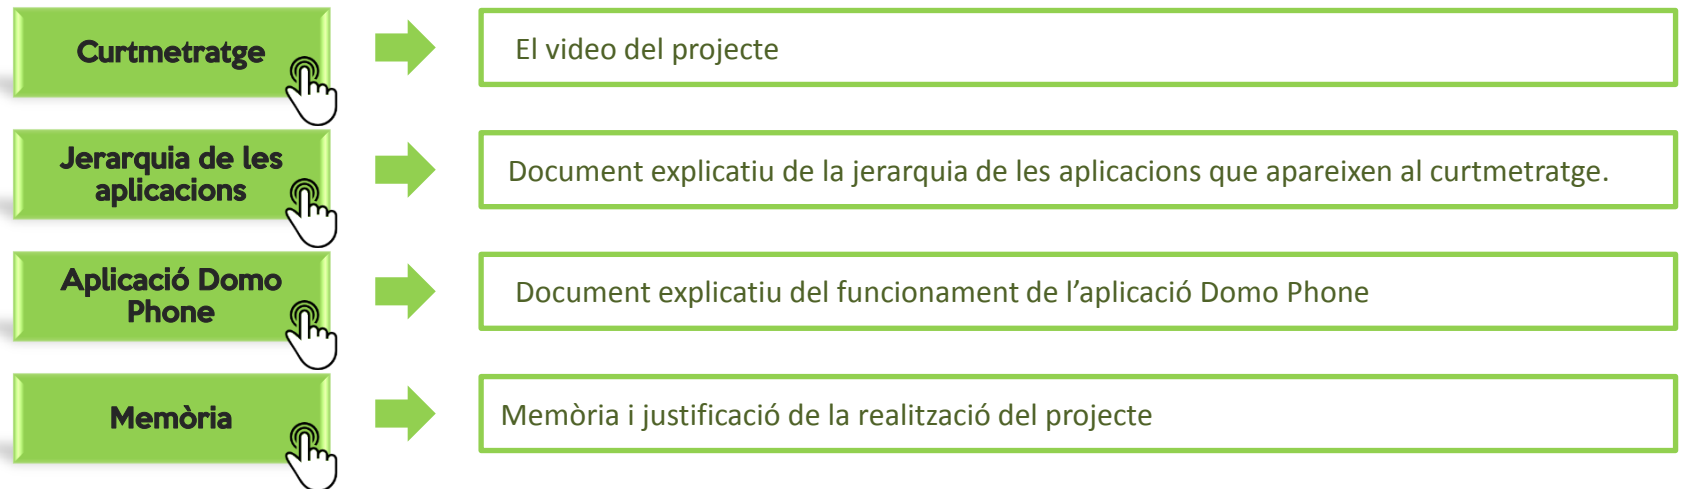 Curtmetratge
El video del projecte
Jerarquia de les
aplicacions
Document explicatiu de la jerarquia de les aplicacions que apareixen al curtmetratge.
Aplicació Domo
Phone
Document explicatiu del funcionament de l’aplicació Domo Phone
Memòria
Memòria i justificació de la realització del projecte